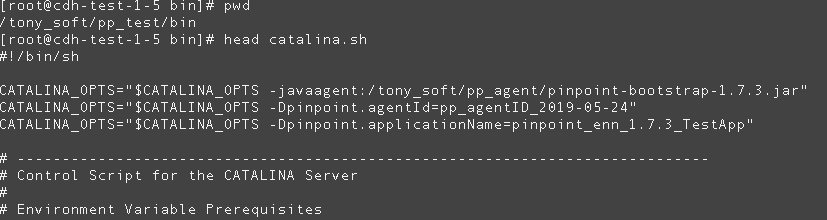 [root@cdh-test-1-5 bin]# pwd
/tony_soft/pp_test/bin
[root@cdh-test-1-5 bin]# head catalina.sh
#!/bin/sh
CATALINA_OPTS="$CATALINA_OPTS -javaagent:/tony_soft/pp_agent/pinpoint-bootstrap-1.7.3.jar"
CATALINA_OPTS="$CATALINA_OPTS -Dpinpoint.agentId=pp_agentID_2019-05-24"
CATALINA_OPTS="$CATALINA_OPTS -Dpinpoint.applicationName=pinpoint_enn_1.7.3_TestApp"
# -----------------------------------------------------------------------------
# Control Script for the CATALINA Server
#
# Environment Variable Prerequisites